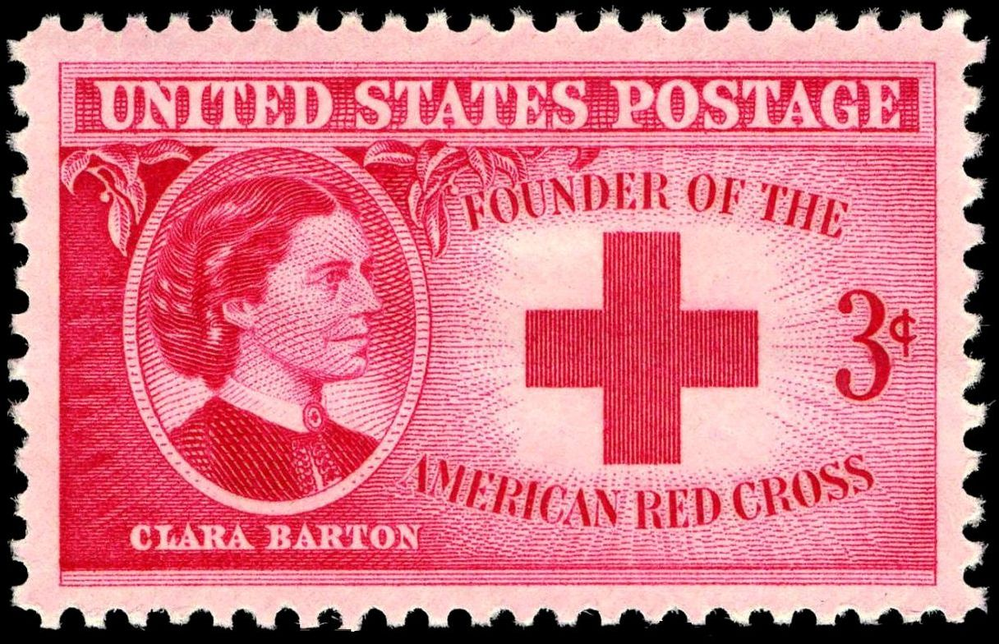 UNITED STATES POSTAGE
FOUNDER OF THE
3¢
AMERICAN RED CROSS
CLARA BARTON